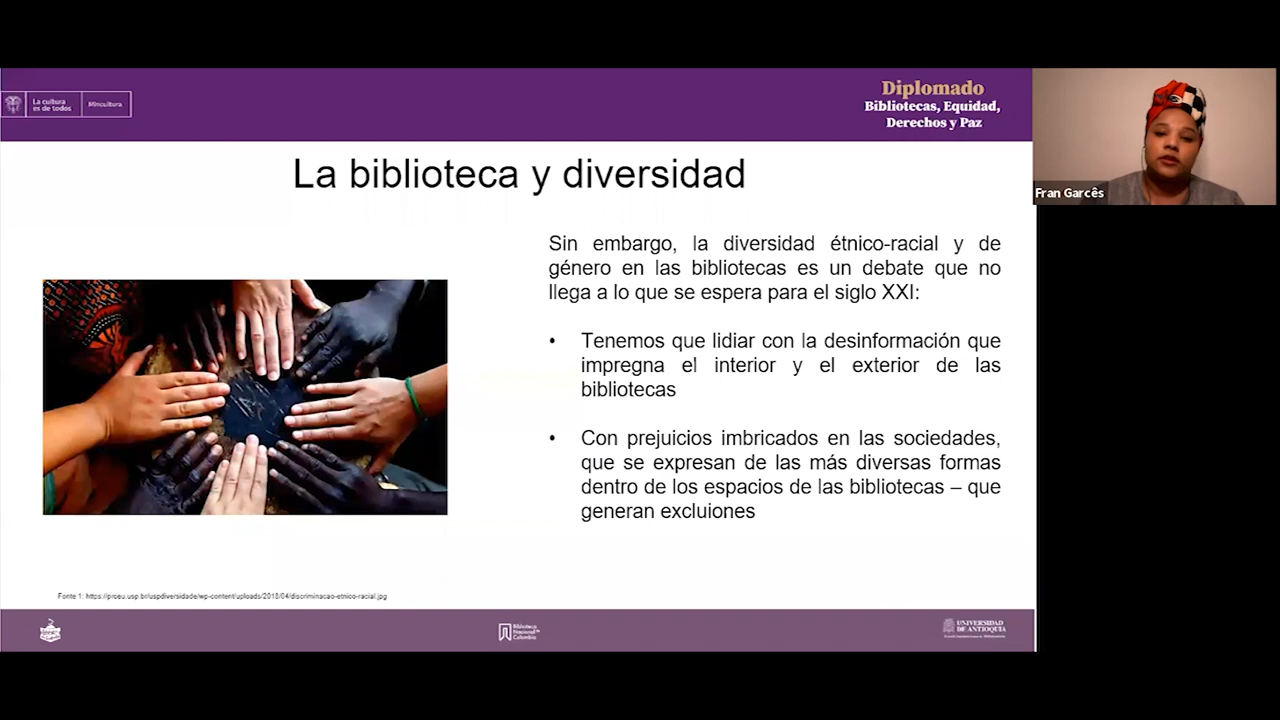 La cultura
es de todos
Mincultura
Diplomado
Bibliotecas, Equidad,
Derechos y Paz
La biblioteca y diversidad
Fran Garcês
Sin embargo, la diversidad étnico-racial y de
género en las bibliotecas es un debate que no
llega a lo que se espera para el siglo XXI:
• Tenemos que lidiar con la desinformación que
impregna el interior y el exterior de las
bibliotecas
• Con prejuicios imbricados en las sociedades,
que se expresan de las más diversas formas
dentro de los espacios de las bibliotecas – que
generan excluiones
Fonte 1: https://prceu.usp.br/uspdiversidade/wp-content/uploads/2018/04/discriminacao-etnico-racial.jpg
Biblioteca
Nacional de
Colombia
UNIVERSIDAD
DE ANTIOQUIA